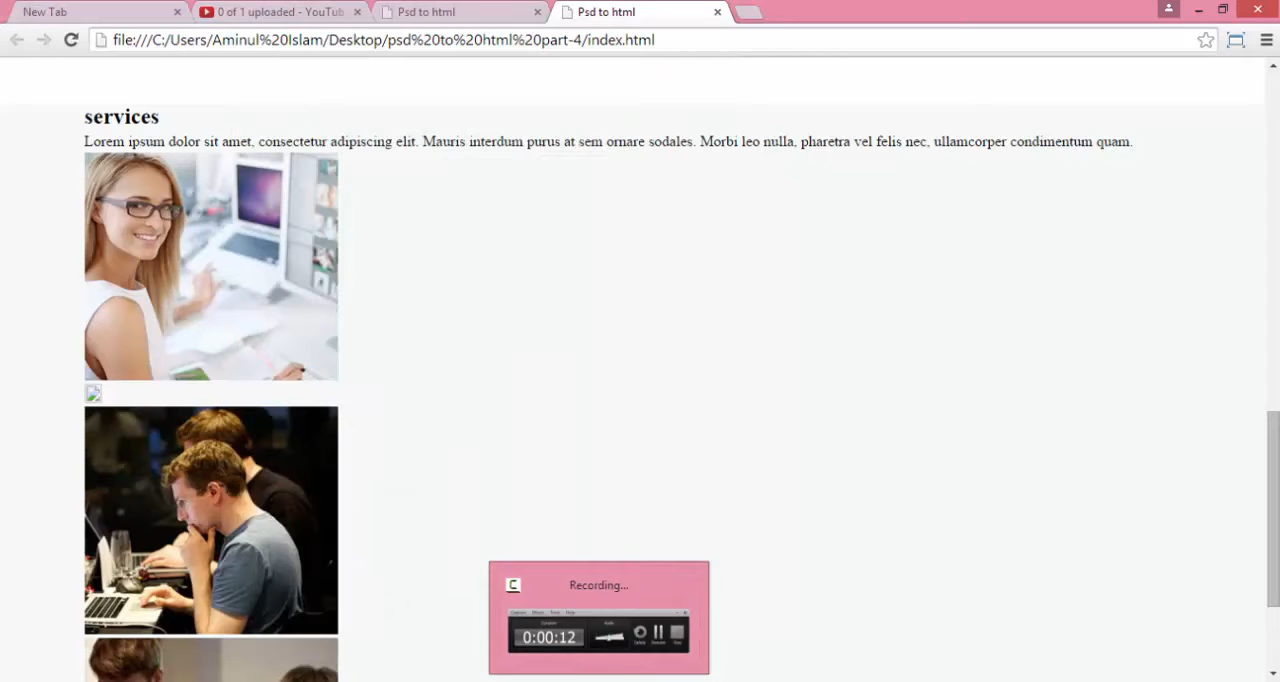 New Tab
0 of 1 uploaded - YouTub
Psd to html
Psd to html
file:///C:/Users/Aminul%20Islam/Desktop/psd%20to%20html%20part-4/index.html
services
Lorem ipsum dolor sit amet, consectetur adipiscing elit. Mauris interdum purus at sem ornare sodales. Morbi leo nulla, pharetra vel felis nec, ullamcorper condimentum quam.
C
Recording...
0:00:12